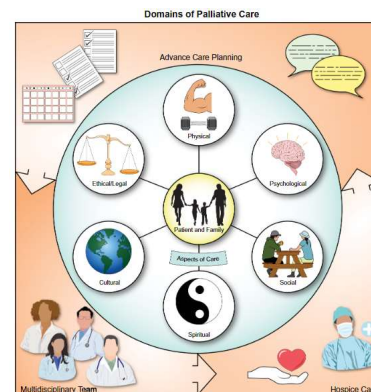 Domains of Palliative Care
Advance Care Planning
Physical
Ethical/Legal
Psychological
Patient and Family
Aspects of Care
Cultural
Social
Spiritual
Multidisciplinary Team
Hospice Ca